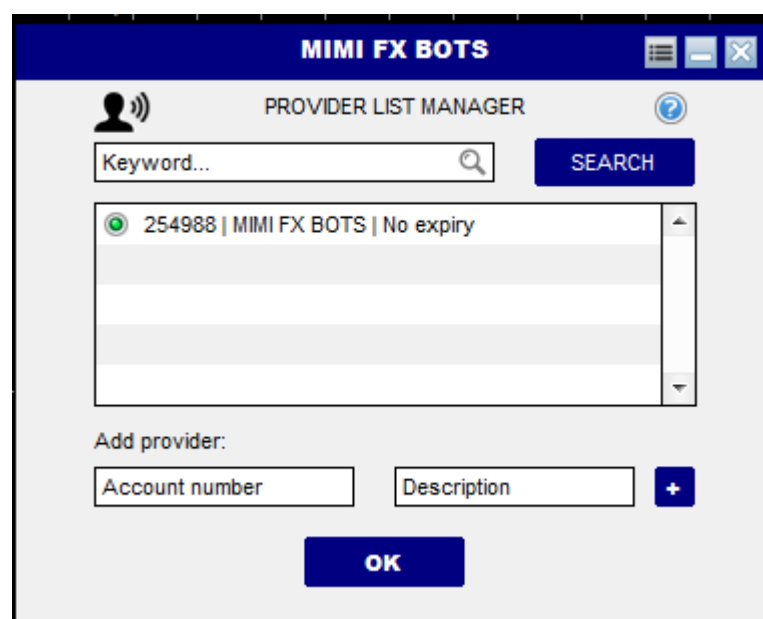 MIMI FX BOTS
PROVIDER LIST MANAGER
Keyword...
SEARCH
254988 | MIMI FX BOTS | No expiry
Add provider:
Account number
Description
+
OK